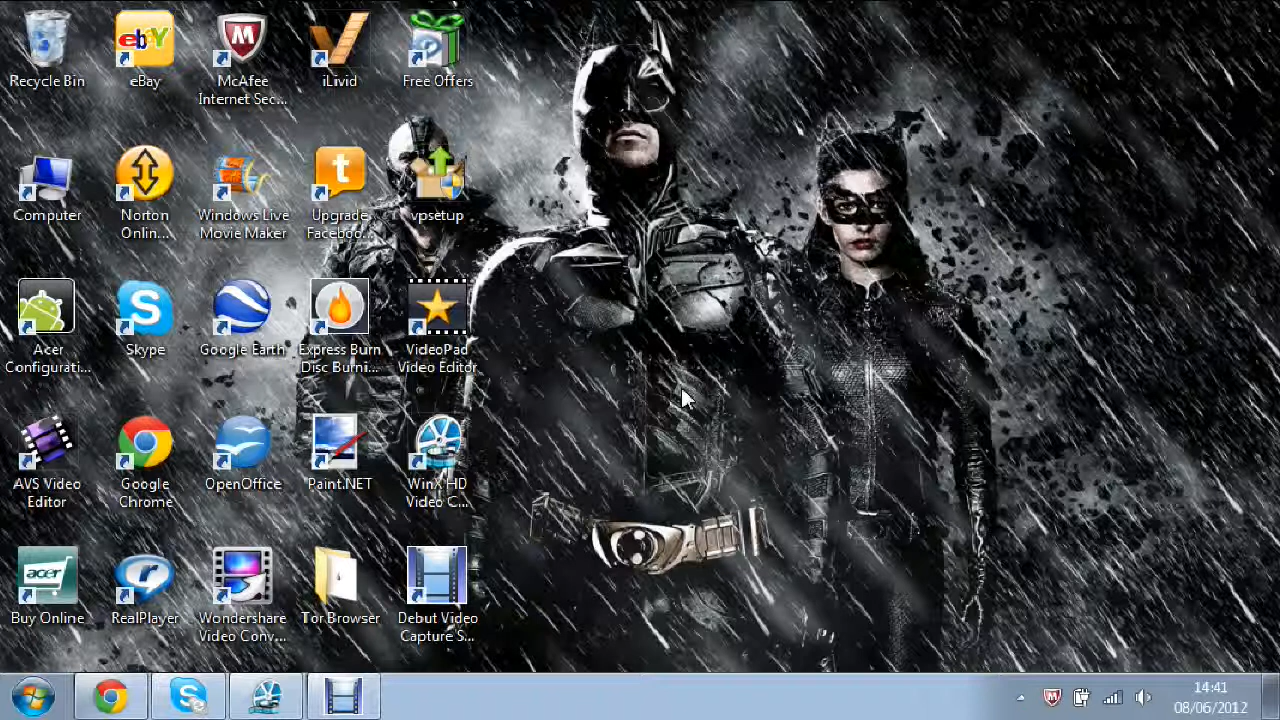 Recycle Bin
ebY
eBay
M
McAfee
Internet Sec...
iLivid
Free Offers
Computer
Norton
Onlin...
Windows Live
Movie Maker
t
Upgrade
Faceboo...
vpsetup
Acer
Configurati...
S
Skype
Google Earth
Express Burn
Disc Burni...
VideoPad
Video Editor
AVS Video
Editor
Google
Chrome
OpenOffice
Paint.NET
WinX HD
Video C...
acer
Buy Online
r
RealPlayer
Wondershare
Video Conv...
Tor Browser
Debut Video
Capture S...
S
M
14:41
08/06/2012